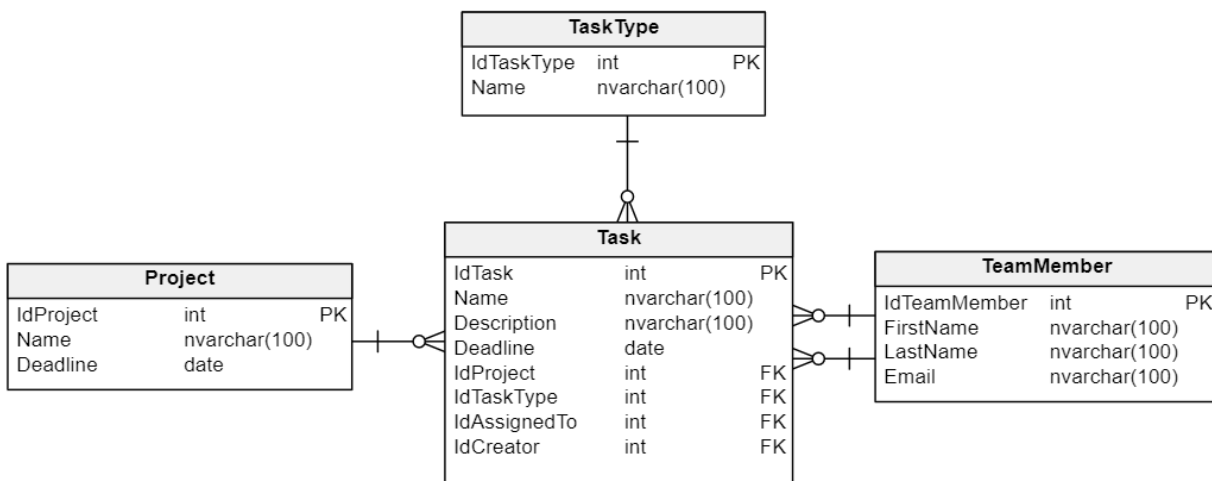 TaskType
IdTaskType int PK
Name nvarchar(100)
Task
IdTask int PK
Name nvarchar(100)
Description nvarchar(100)
Deadline date
IdProject int FK
IdTaskType int FK
IdAssignedTo int FK
IdCreator int FK
Project
IdProject int PK
Name nvarchar(100)
Deadline date
TeamMember
IdTeamMember int PK
FirstName nvarchar(100)
LastName nvarchar(100)
Email nvarchar(100)